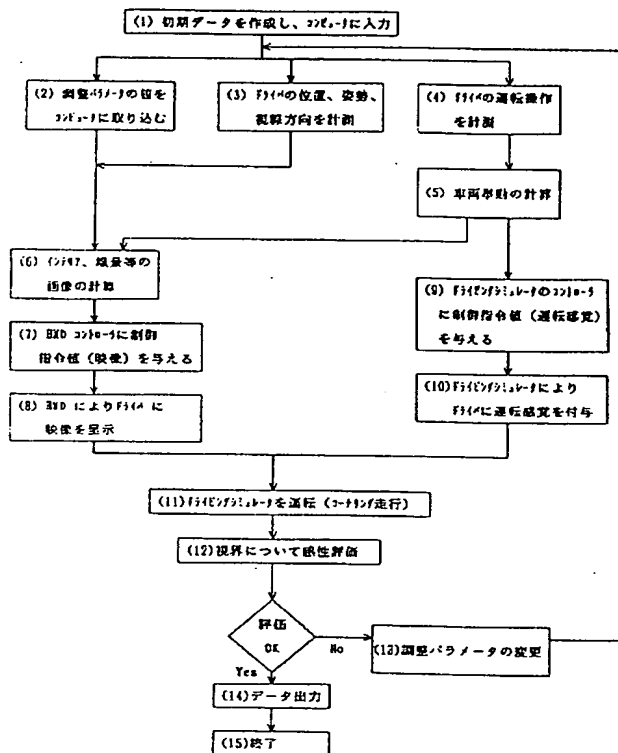 (1) 初期データを作成し、コンピュータに入力
(2) 調整パラメータの値を
コンピュータに取り込む
(3) ドライバの位置、姿勢、
視線方向を計測
(4) ドライバの運転操作
を計測
(5) 車両挙動の計算
(6) インテリア、風景等の
画像の計算
(7) HMD コントローラに制御
指令値（映像）を与える
(8) HMD によりドライバに
映像を呈示
(9) ドライビングシミュレータのコントローラ
に制御指令値（運転感覚）
を与える
(10)ドライビングシミュレータにより
ドライバに運転感覚を付与
(11)ドライビングシミュレータを運転（コーナリング走行）
(12)視界について感性評価
評価
OK
No
(13)調整パラメータの変更
Yes
(14)データ出力
(15)終了